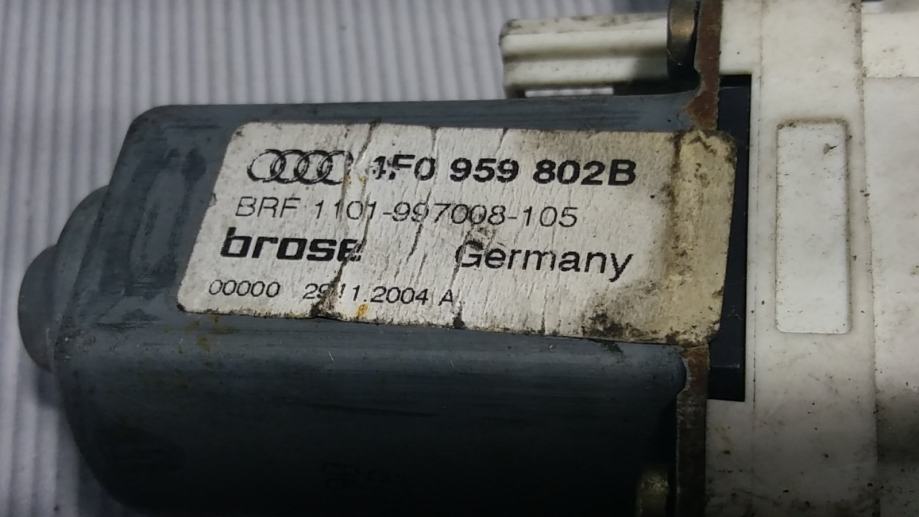 4F0 959 802B
BRF 1101-997008-105
brose Germany
00000 29.11.2004 A